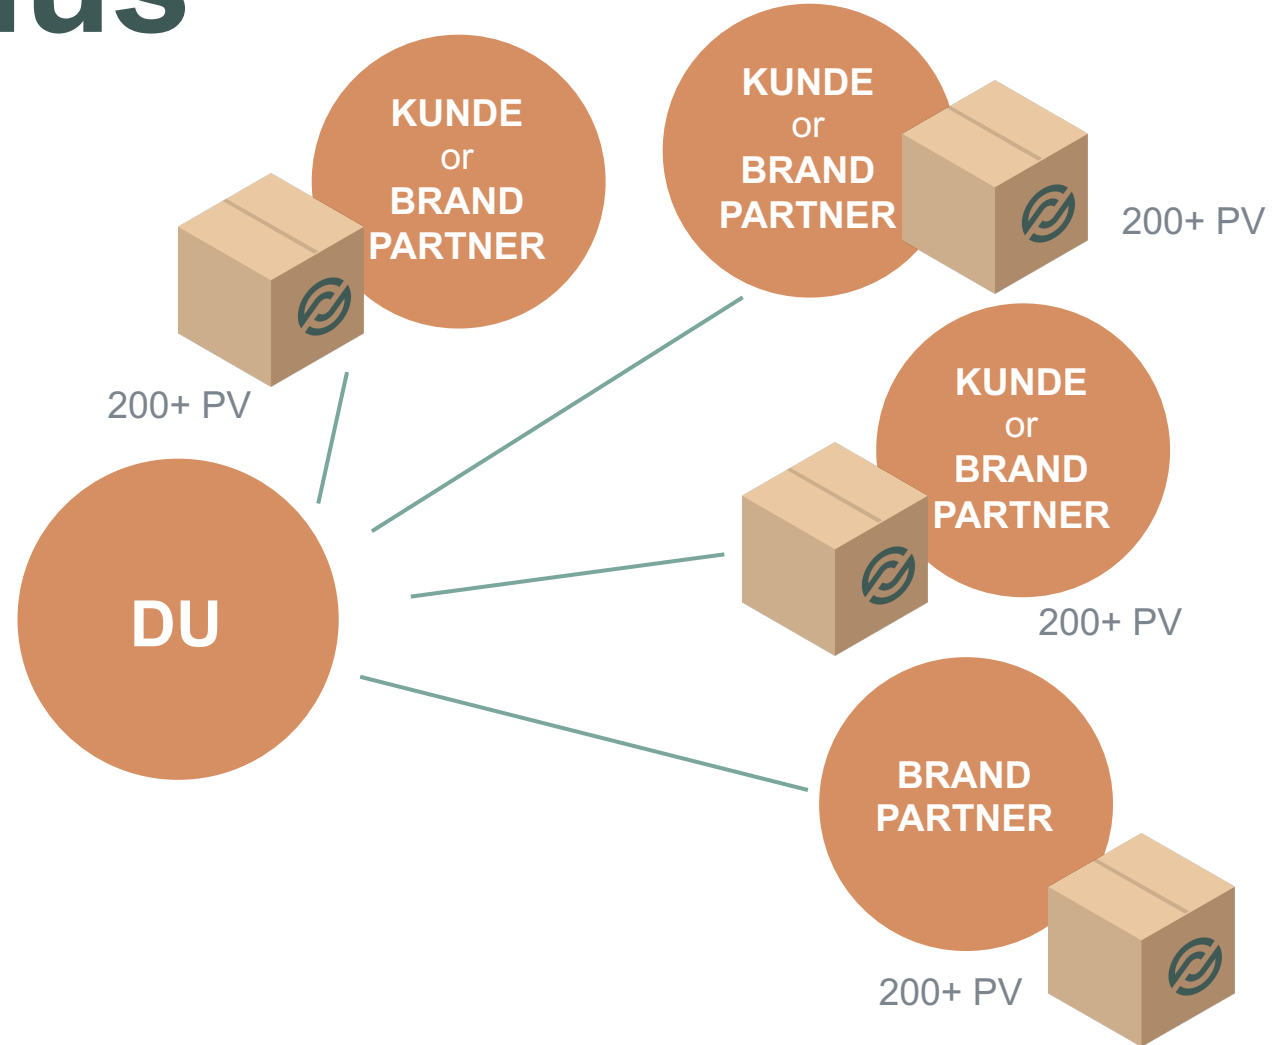 KUNDE
or
BRAND
PARTNER
200+ PV
KUNDE
or
BRAND
PARTNER
200+ PV
KUNDE
or
BRAND
PARTNER
200+ PV
DU
BRAND
PARTNER
200+ PV